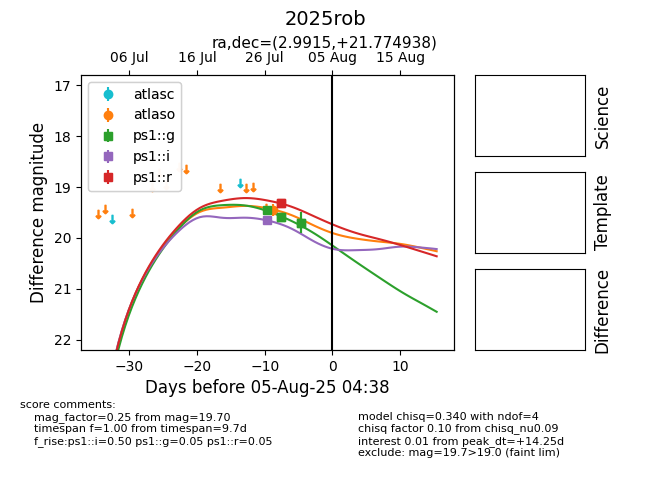 2025rob
ra,dec=(2.9915,+21.774938)
06 Jul 16 Jul 26 Jul 05 Aug 15 Aug
17
18
19
20
21
22
Difference magnitude
atlasc
atlaso
ps1::g
ps1::i
ps1::r
−30 −20 −10 0 10
Days before 05-Aug-25 04:38
Science
Template
Difference
score comments:
mag_factor=0.25 from mag=19.70
timespan f=1.00 from timespan=9.7d
f_rise:ps1::i=0.50 ps1::g=0.05 ps1::r=0.05
model chisq=0.340 with ndof=4
chisq factor 0.10 from chisq_nu0.09
interest 0.01 from peak_dt=+14.25d
exclude: mag=19.7>19.0 (faint lim)